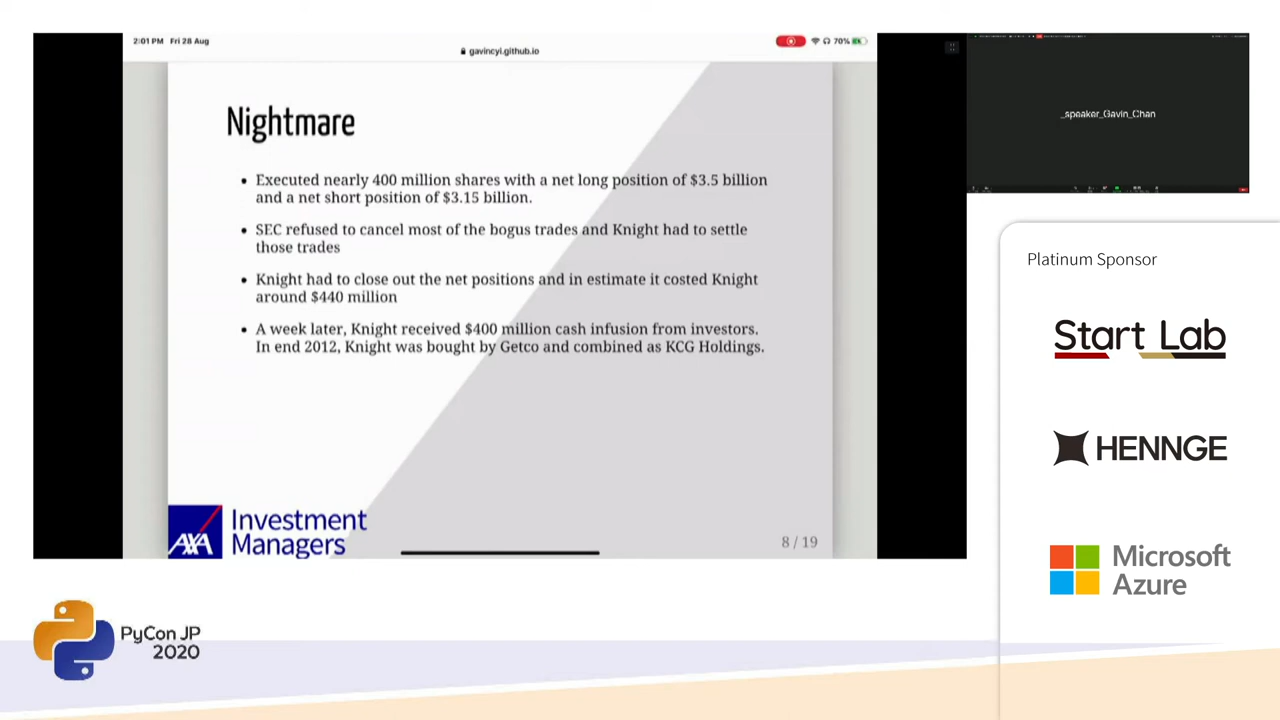 2:01 PM Fri 28 Aug
gavincyi.github.io
70%
Nightmare
• Executed nearly 400 million shares with a net long position of $3.5 billion
and a net short position of $3.15 billion.
• SEC refused to cancel most of the bogus trades and Knight had to settle
those trades
• Knight had to close out the net positions and in estimate it costed Knight
around $440 million
• A week later, Knight received $400 million cash infusion from investors.
In end 2012, Knight was bought by Getco and combined as KCG Holdings.
AXA
Investment
Managers
8 / 19
_speaker_Gavin_Chan
Platinum Sponsor
Start Lab
HENNGE
Microsoft
Azure
PyCon JP
2020